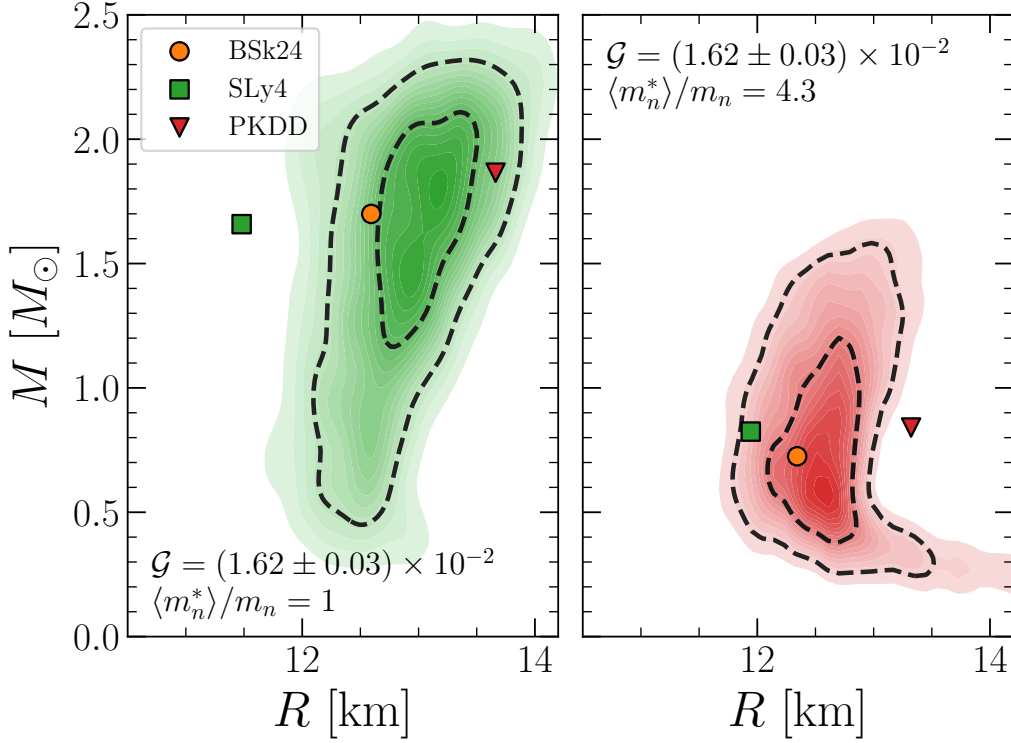 2.5
2.0
1.5
1.0
0.5
0.0
M [M⊙]
BSk24
SLy4
PKDD
𝒢 = (1.62 ± 0.03) × 10⁻²
⟨mₙ*⟩/mₙ = 1
12
14
R [km]
𝒢 = (1.62 ± 0.03) × 10⁻²
⟨mₙ*⟩/mₙ = 4.3
12
14
R [km]